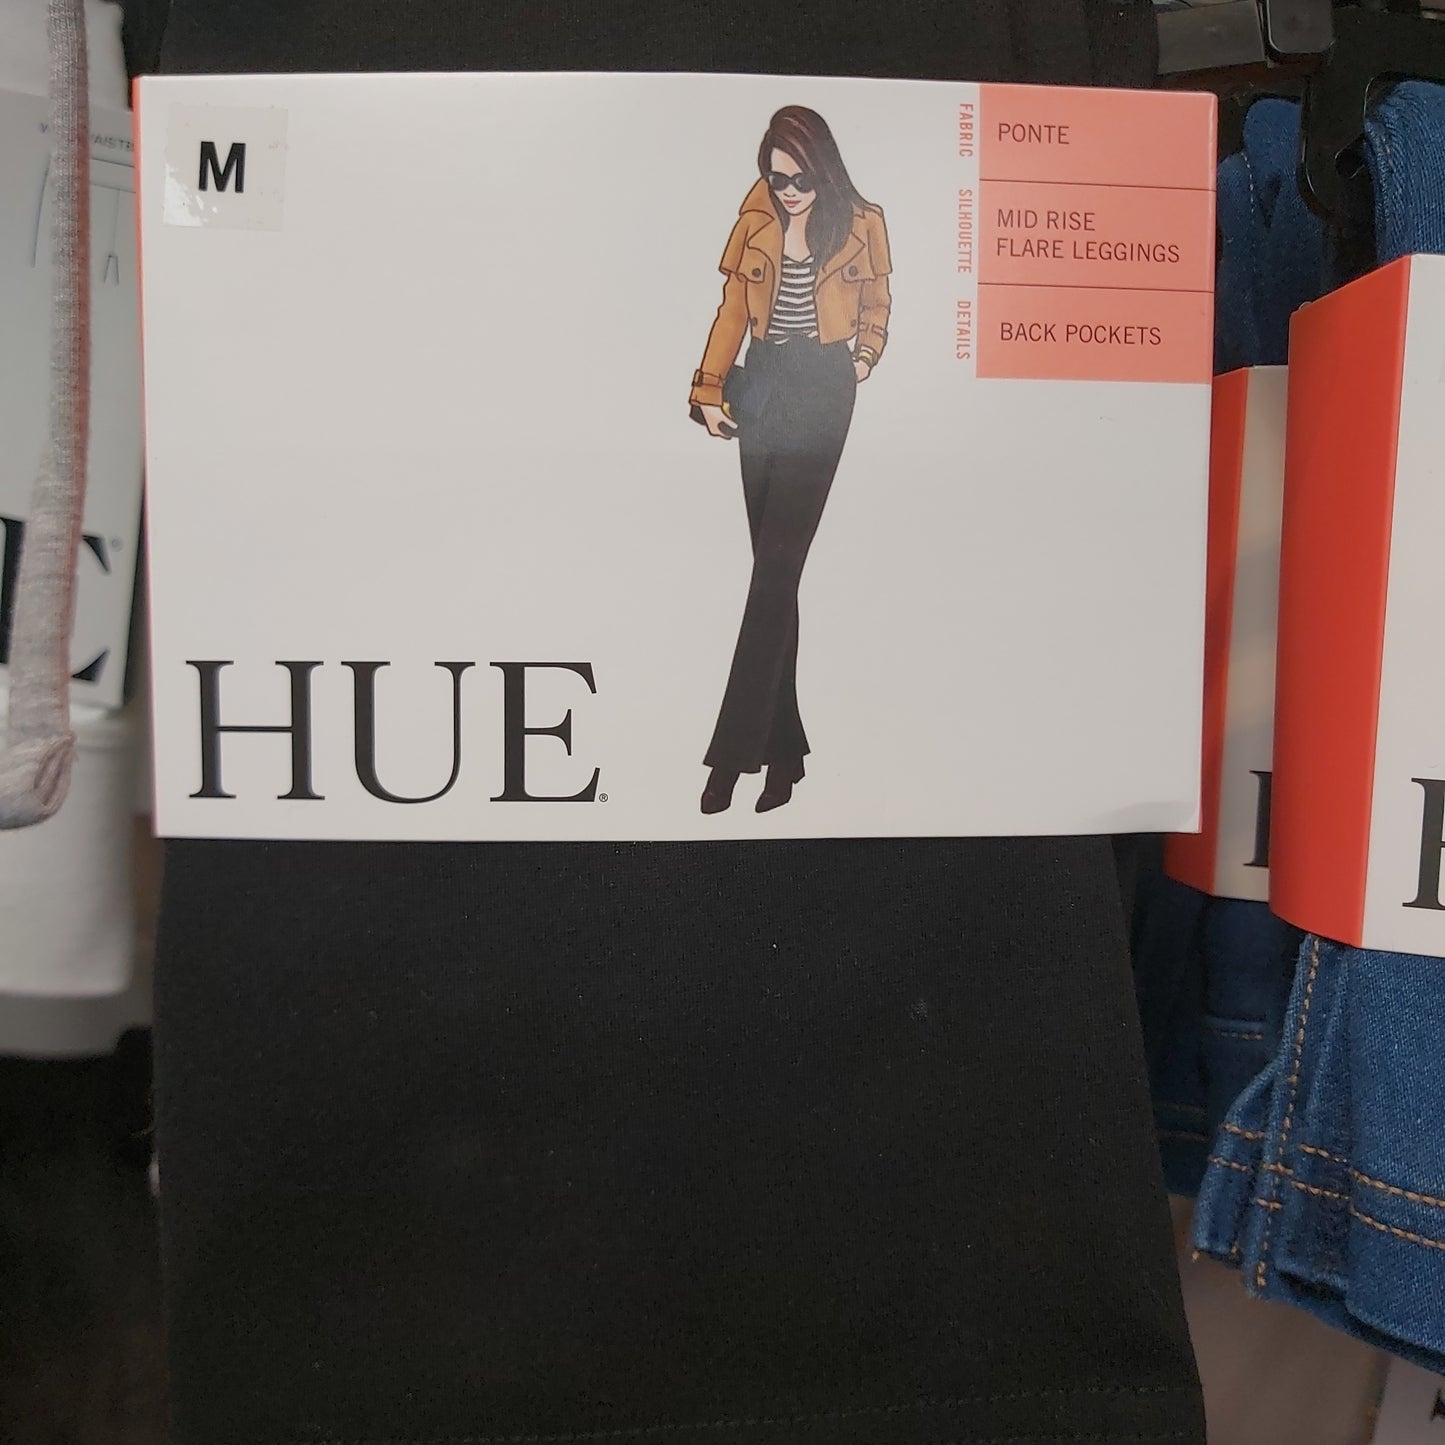 M
FABRIC
PONTE
SILHOUETTE
MID RISE
FLARE LEGGINGS
DETAILS
BACK POCKETS
HUE®